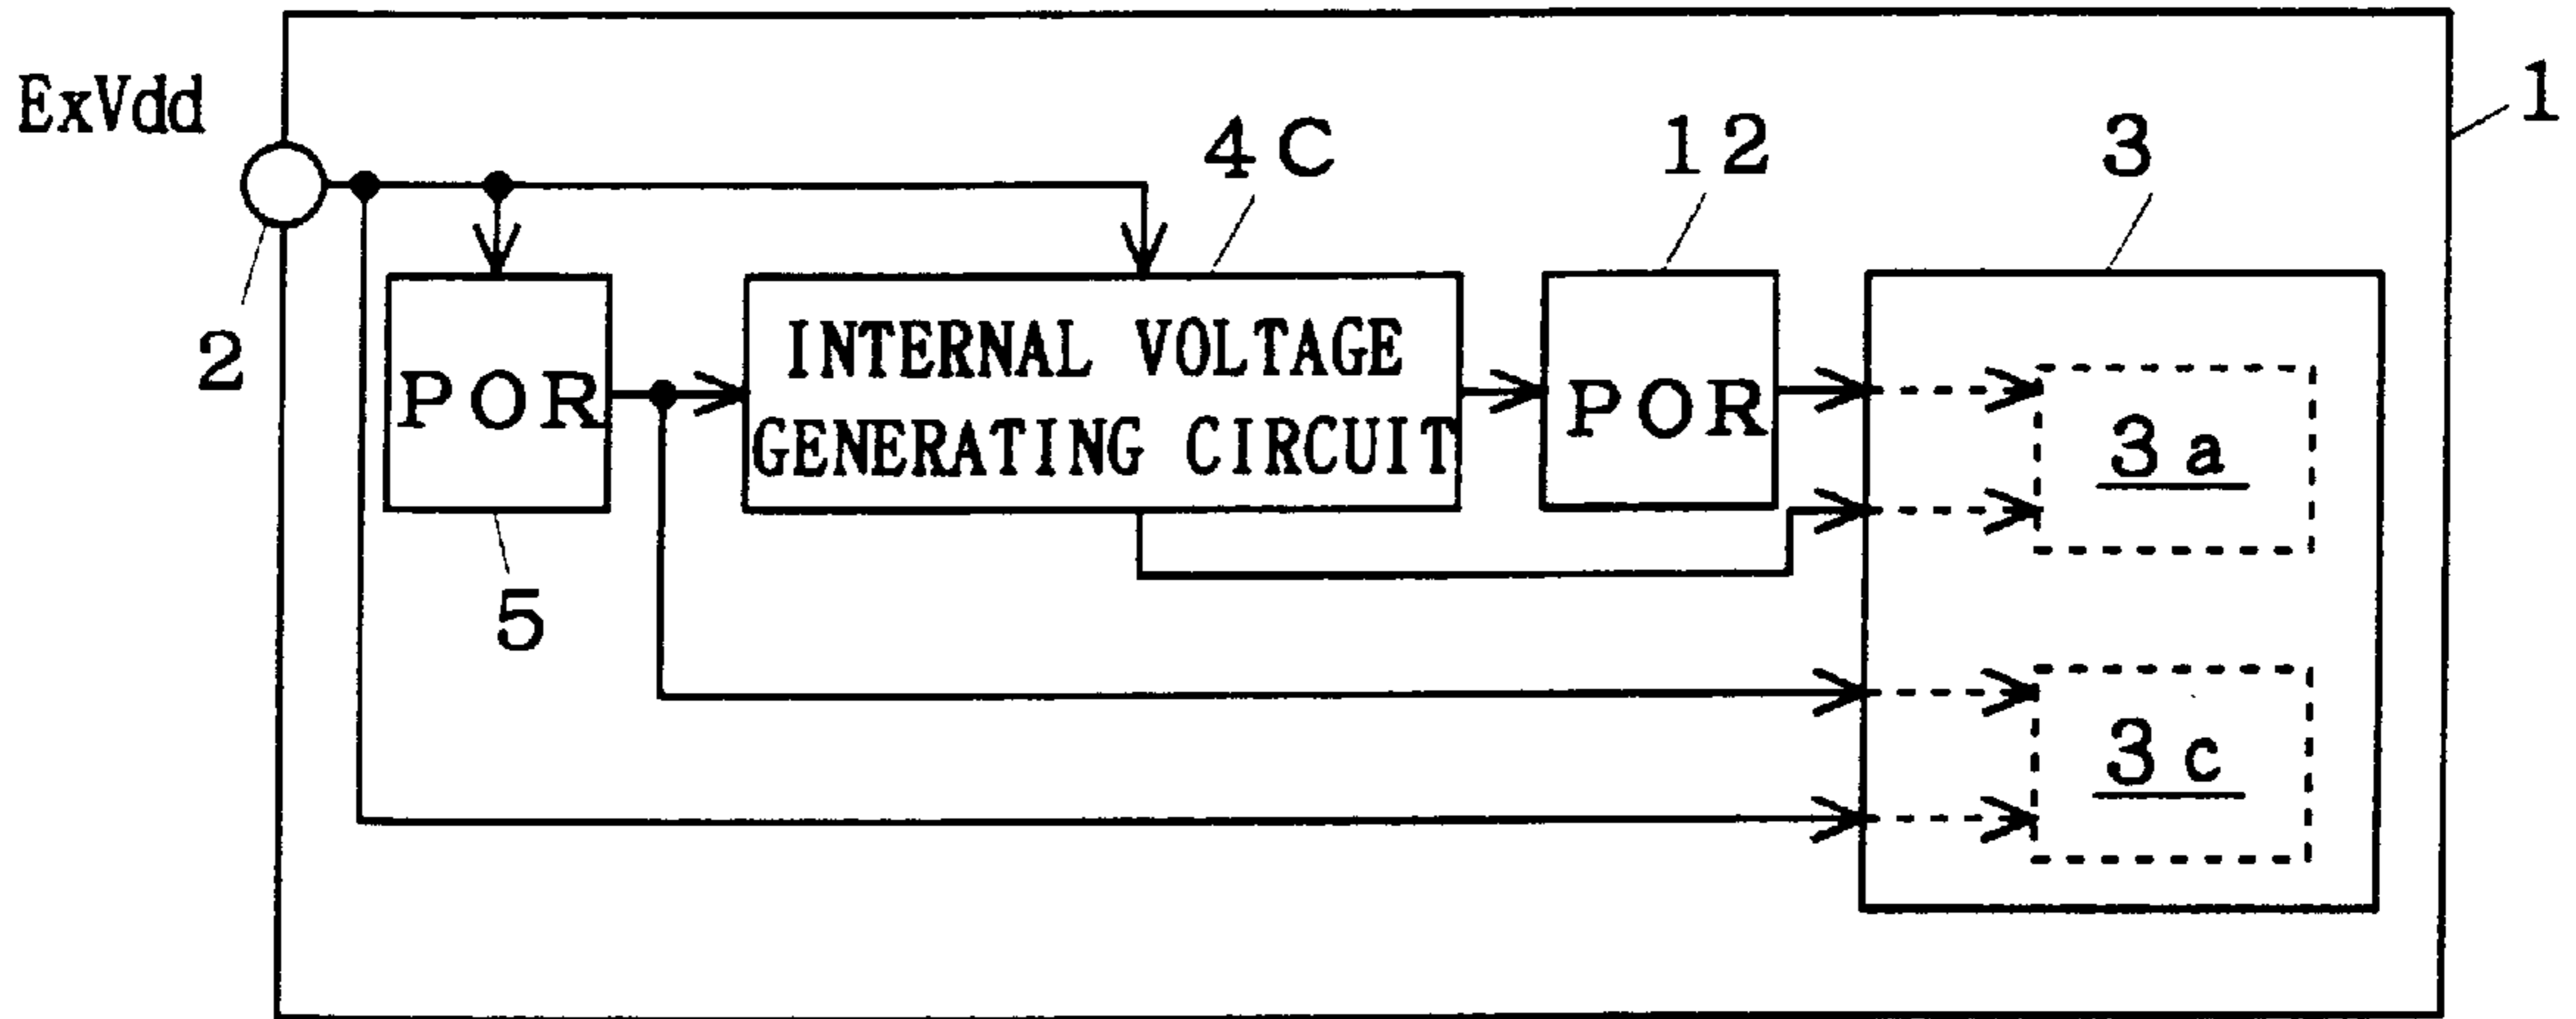 ExVdd
1
2
4C
12
3
POR
5
INTERNAL VOLTAGE
GENERATING CIRCUIT
POR
3a
3c